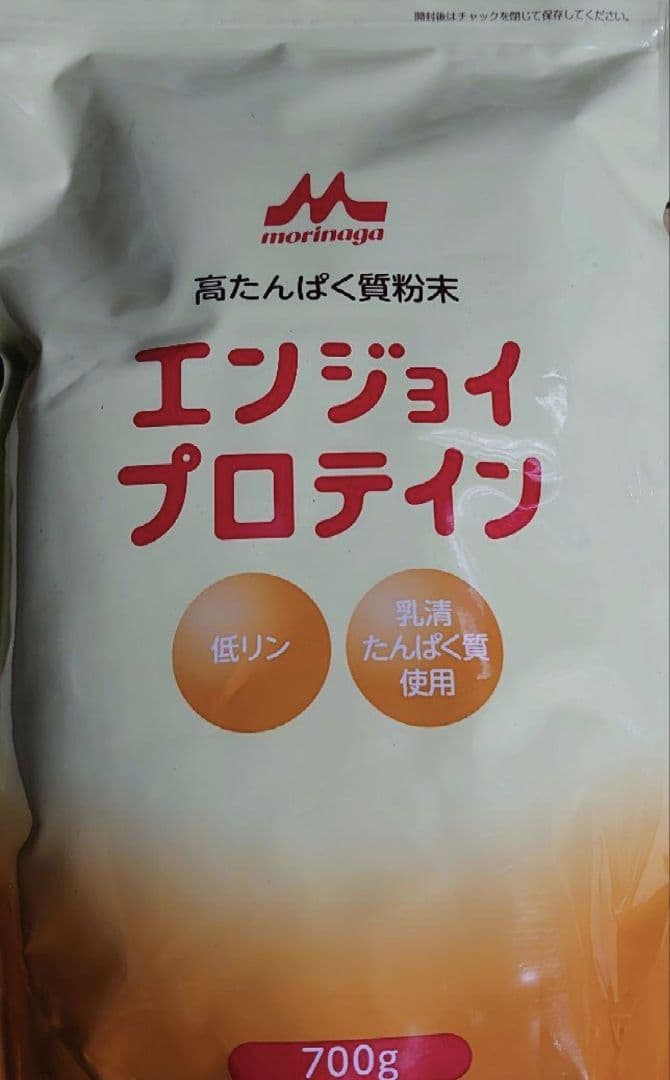 開封後はチャックを閉じて保存してください。
morinaga
高たんぱく質粉末
エンジョイ
プロテイン
低リン
乳清
たんぱく質
使用
700g